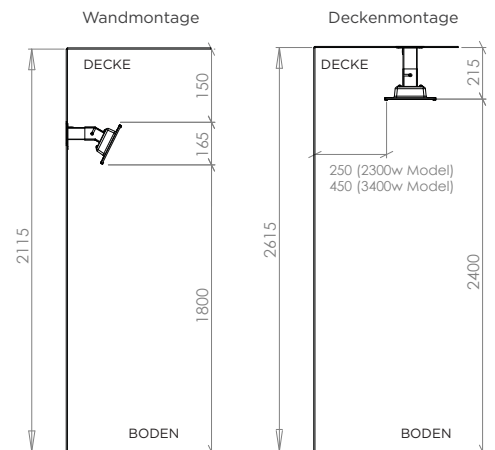 Wandmontage
DECKE
150
165
2115
1800
BODEN
Deckenmontage
DECKE
215
250 (2300w Model)
450 (3400w Model)
2615
2400
BODEN